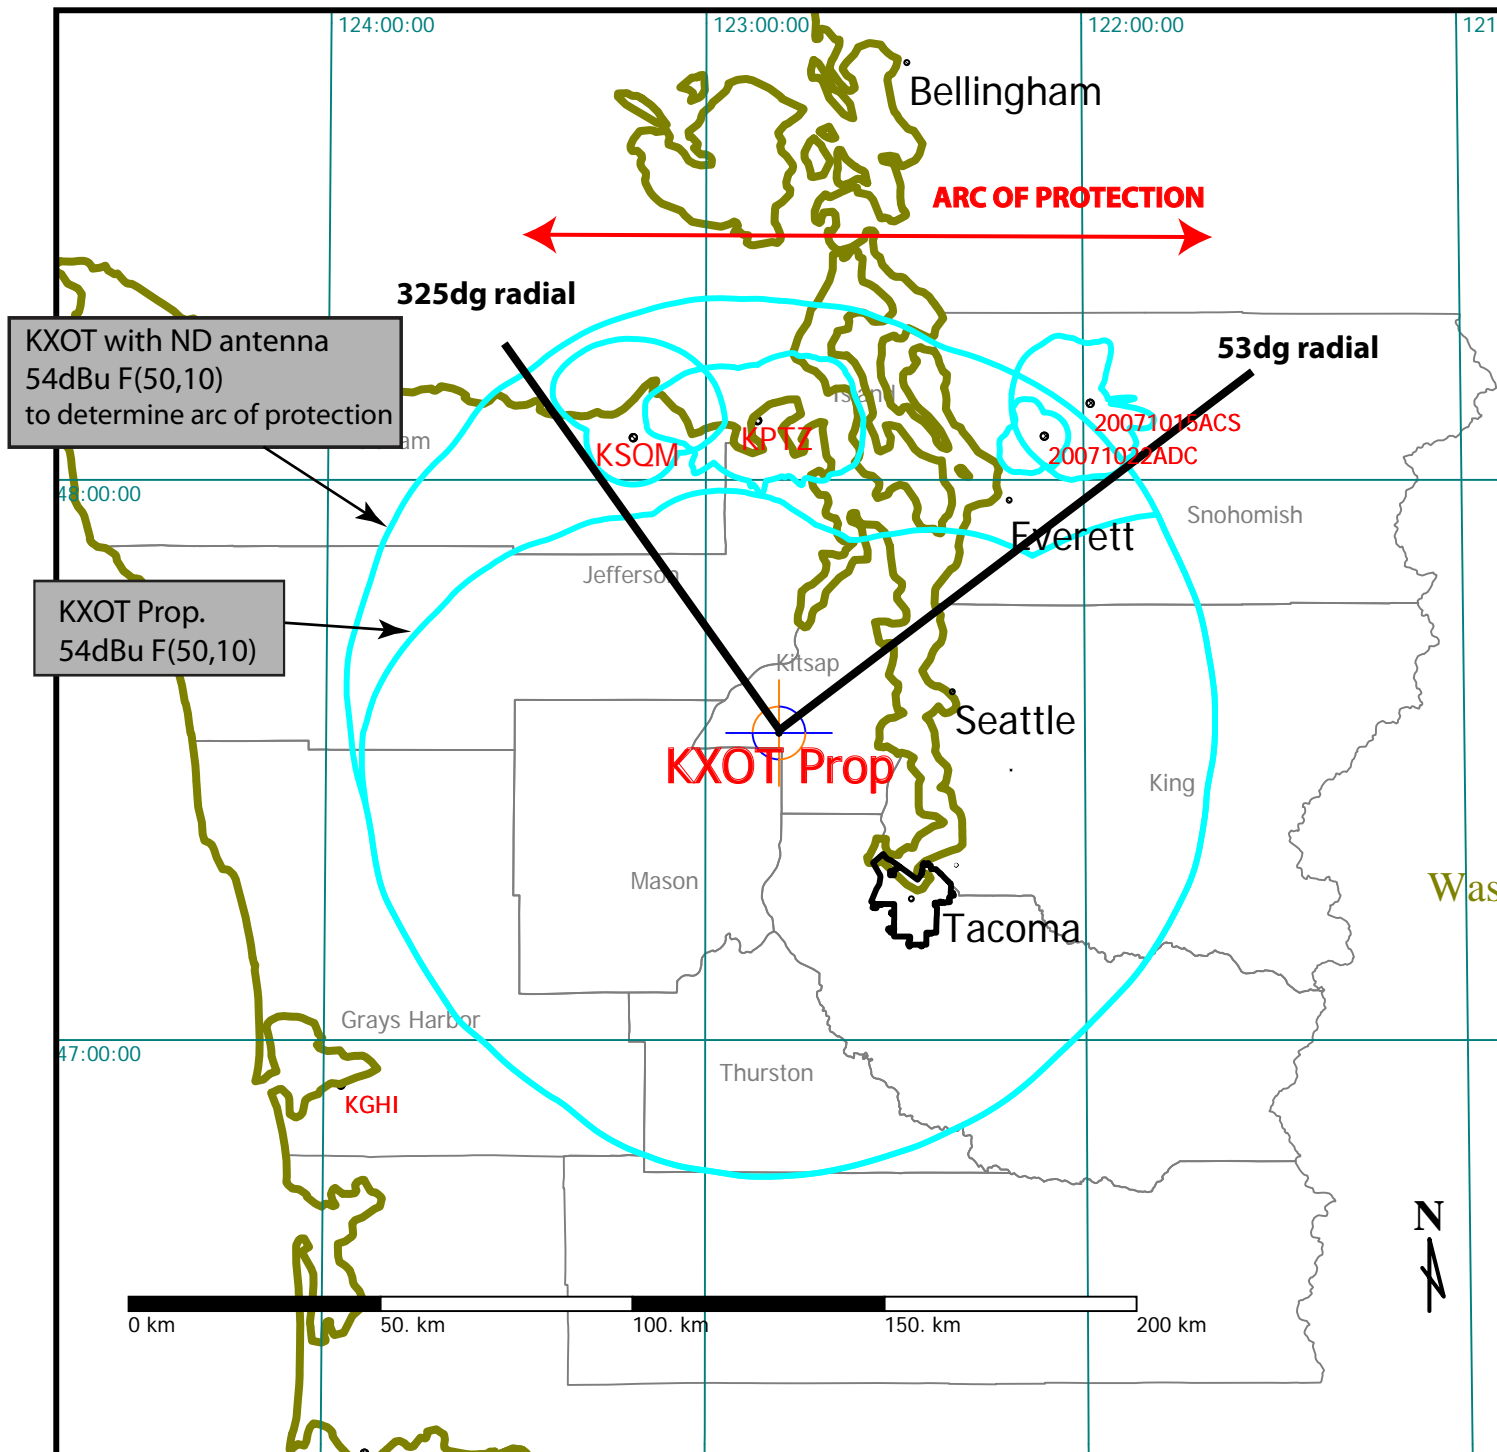 124:00:00
123:00:00
122:00:00
121
Bellingham
ARC OF PROTECTION
325dg radial
53dg radial
KXOT with ND antenna
54dBu F(50,10)
to determine arc of protection
Island
20071015ACS
KSQM
KPTZ
20071022ADC
48:00:00
Everett
Snohomish
Jefferson
KXOT Prop.
54dBu F(50,10)
Kitsap
Seattle
KXOT Prop
King
Mason
Was
Tacoma
Grays Harbor
47:00:00
Thurston
KGHI
N
0 km
50. km
100. km
150. km
200 km